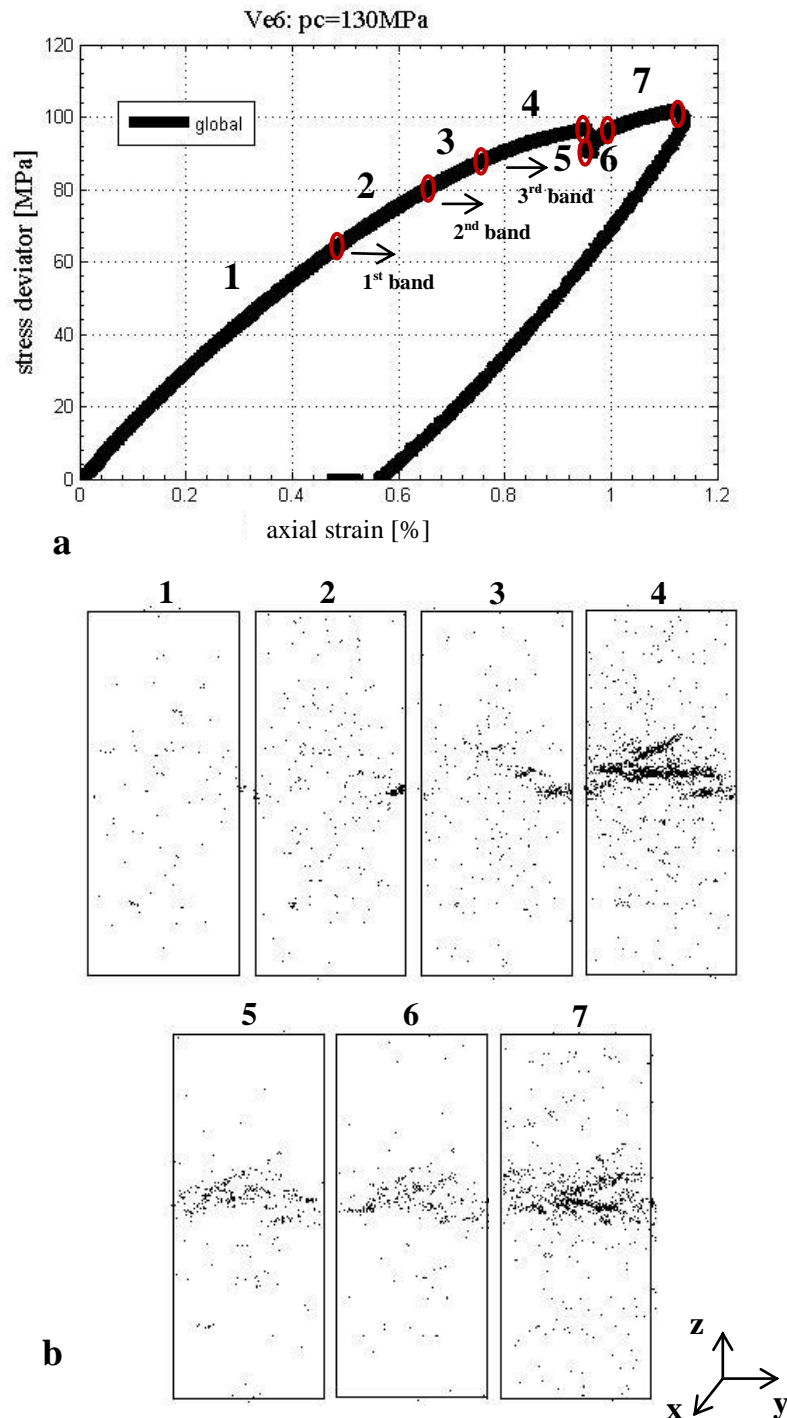 Ve6: pc=130MPa
120
100
80
60
40
20
0
stress deviator [MPa]
global
1
2
3
4
5
6
7
1st band
2nd band
3rd band
0
0.2
0.4
0.6
0.8
1
1.2
axial strain [%]
a
1 2 3 4
5 6 7
b
z
x
y